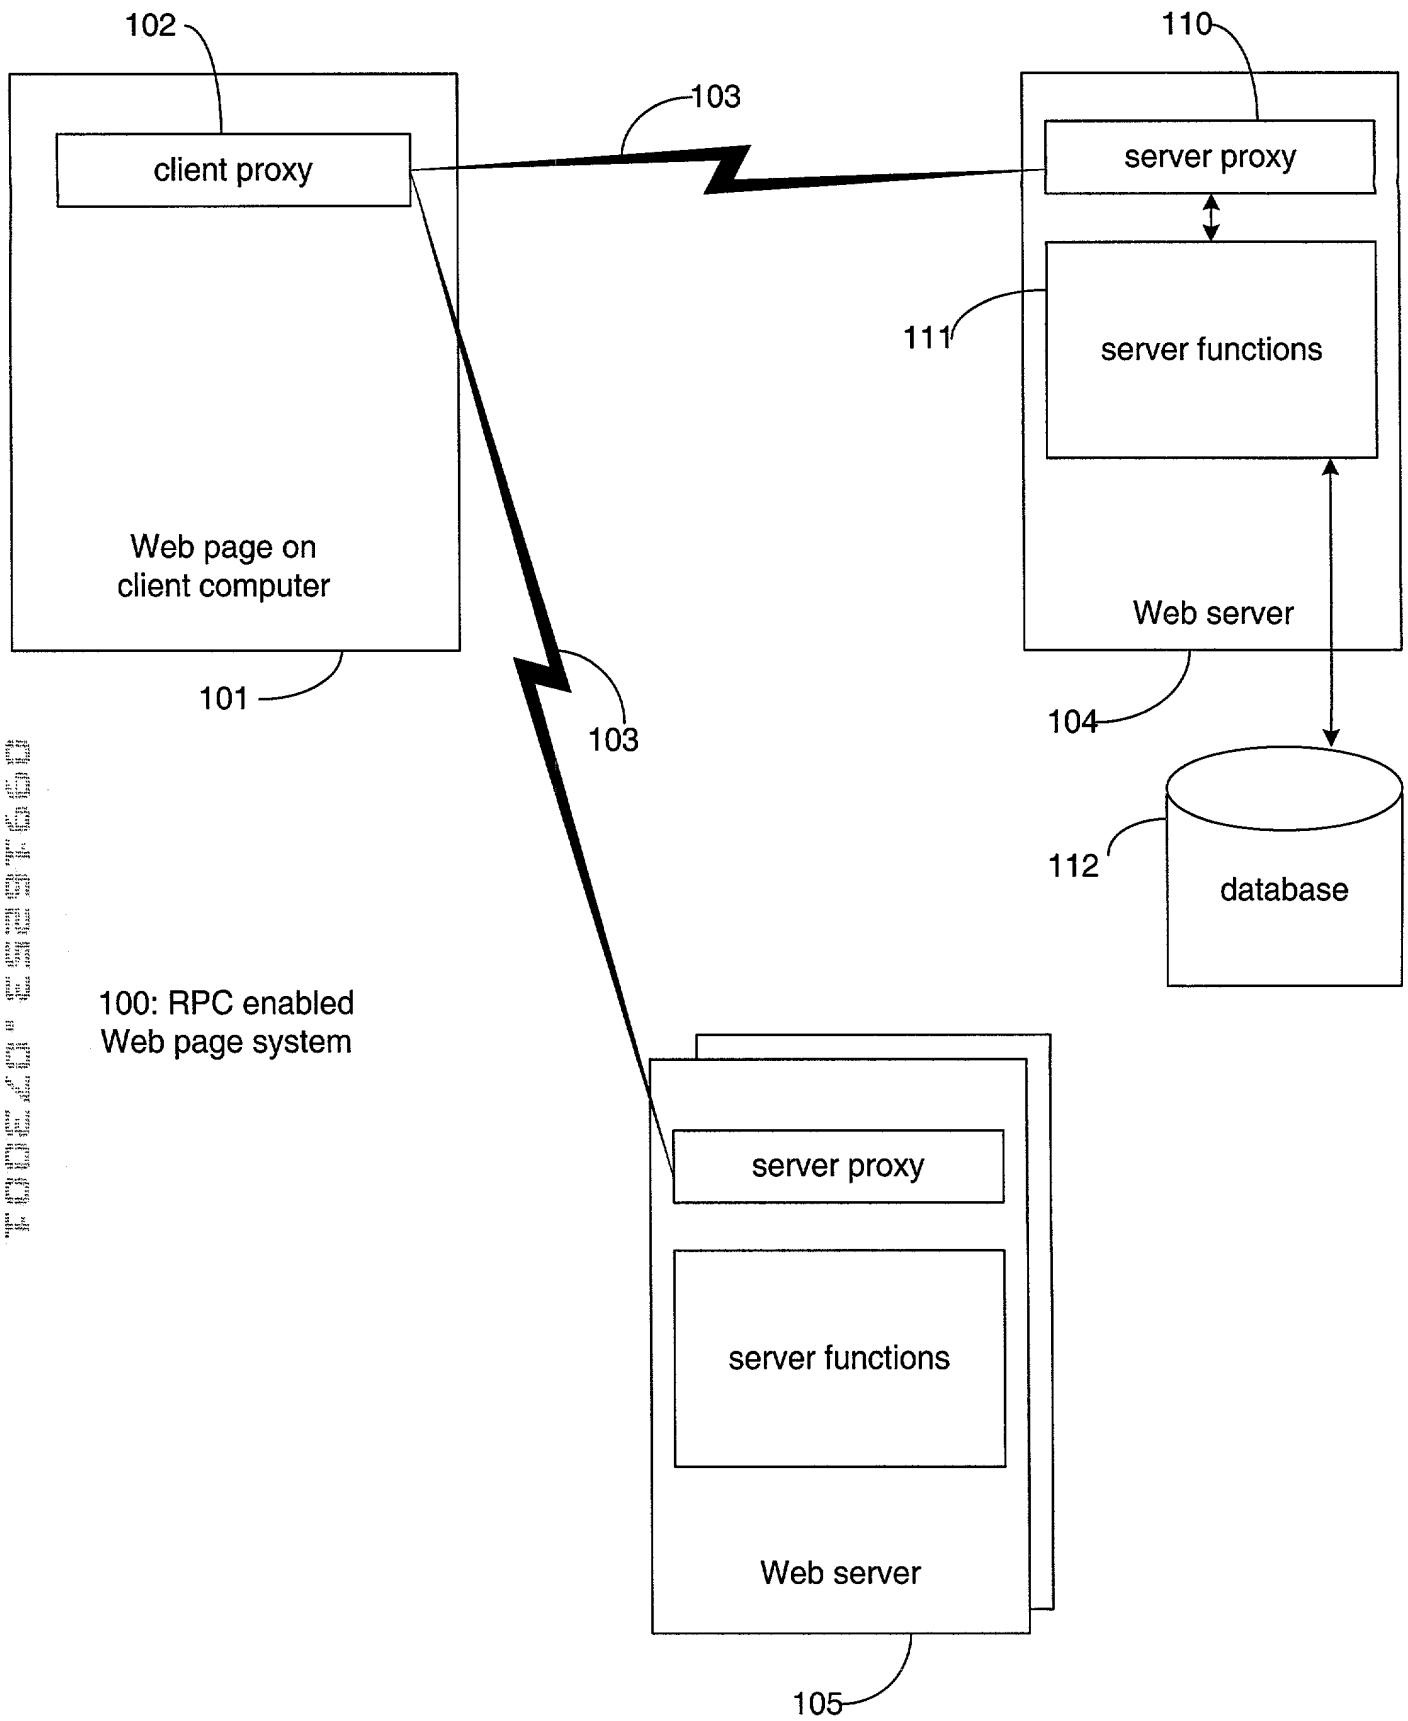 102
110
103
client proxy
server proxy
111
server functions
Web page on
client computer
Web server
101
104
103
112
database
100: RPC enabled
Web page system
server proxy
server functions
Web server
105